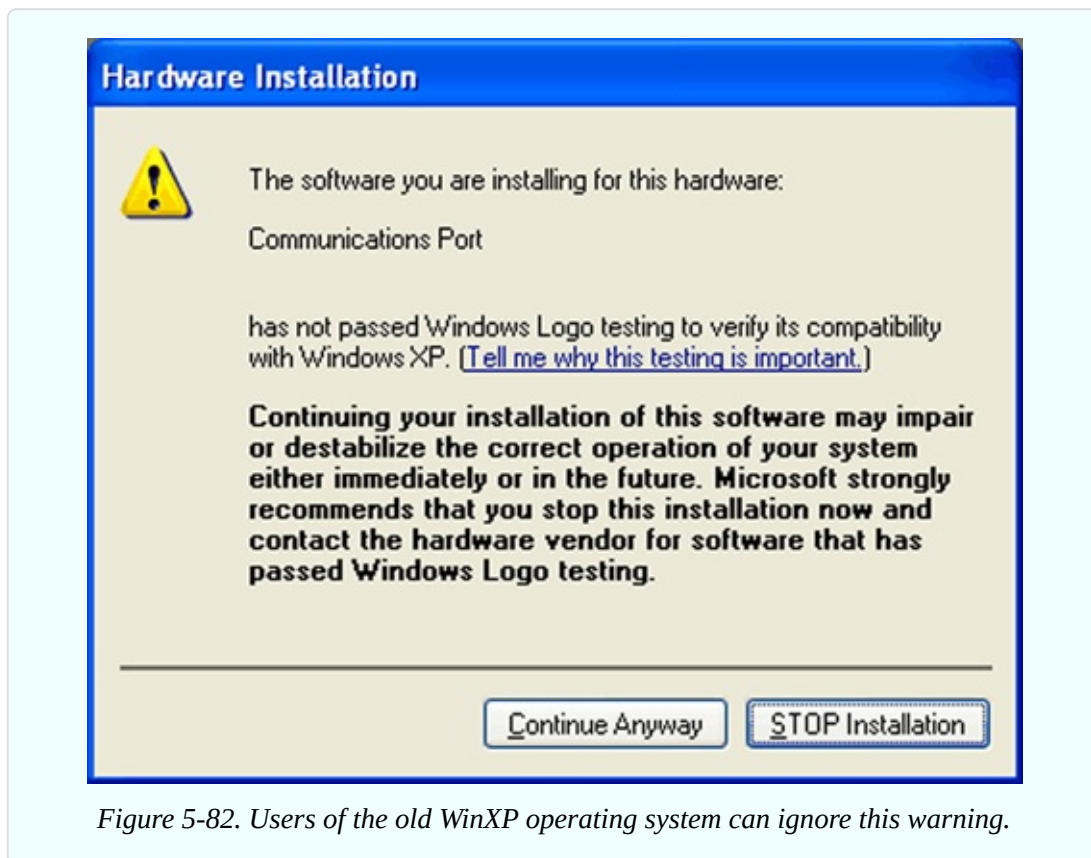 Hardware Installation
The software you are installing for this hardware:
Communications Port
has not passed Windows Logo testing to verify its compatibility
with Windows XP. (Tell me why this testing is important.)
Continuing your installation of this software may impair
or destabilize the correct operation of your system
either immediately or in the future. Microsoft strongly
recommends that you stop this installation now and
contact the hardware vendor for software that has
passed Windows Logo testing.
Continue Anyway
STOP Installation
Figure 5-82. Users of the old WinXP operating system can ignore this warning.